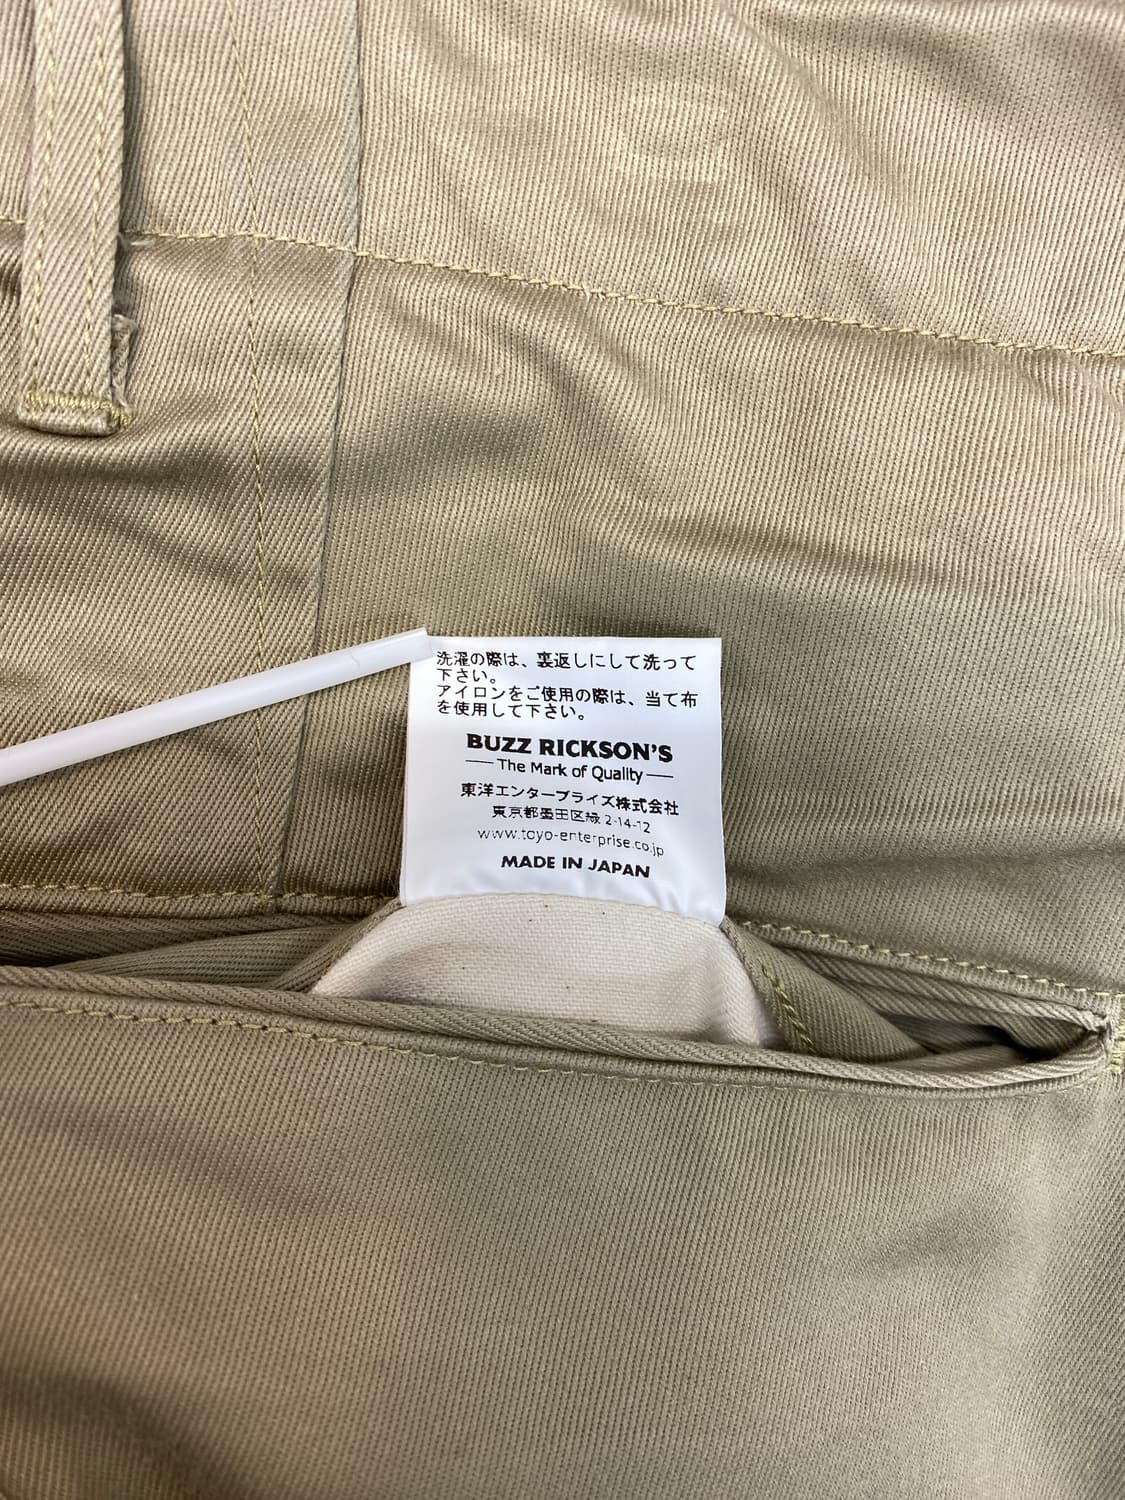 洗濯の際は、裏返しにして洗って
下さい。
アイロンをご使用の際は、当て布
を使用して下さい。
BUZZ RICKSON'S
The Mark of Quality
東洋エンタープライズ株式会社
東京都墨田区緑 2-14-12
www.toyo-enterprise.co.jp
MADE IN JAPAN